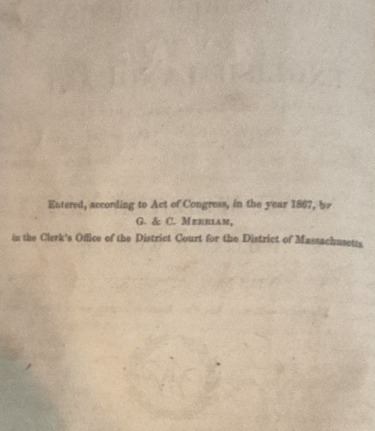 Entered, according to Act of Congress, in the year 1867, by
G. & C. MERRIAM,
in the Clerk's Office of the District Court for the District of Massachusetts